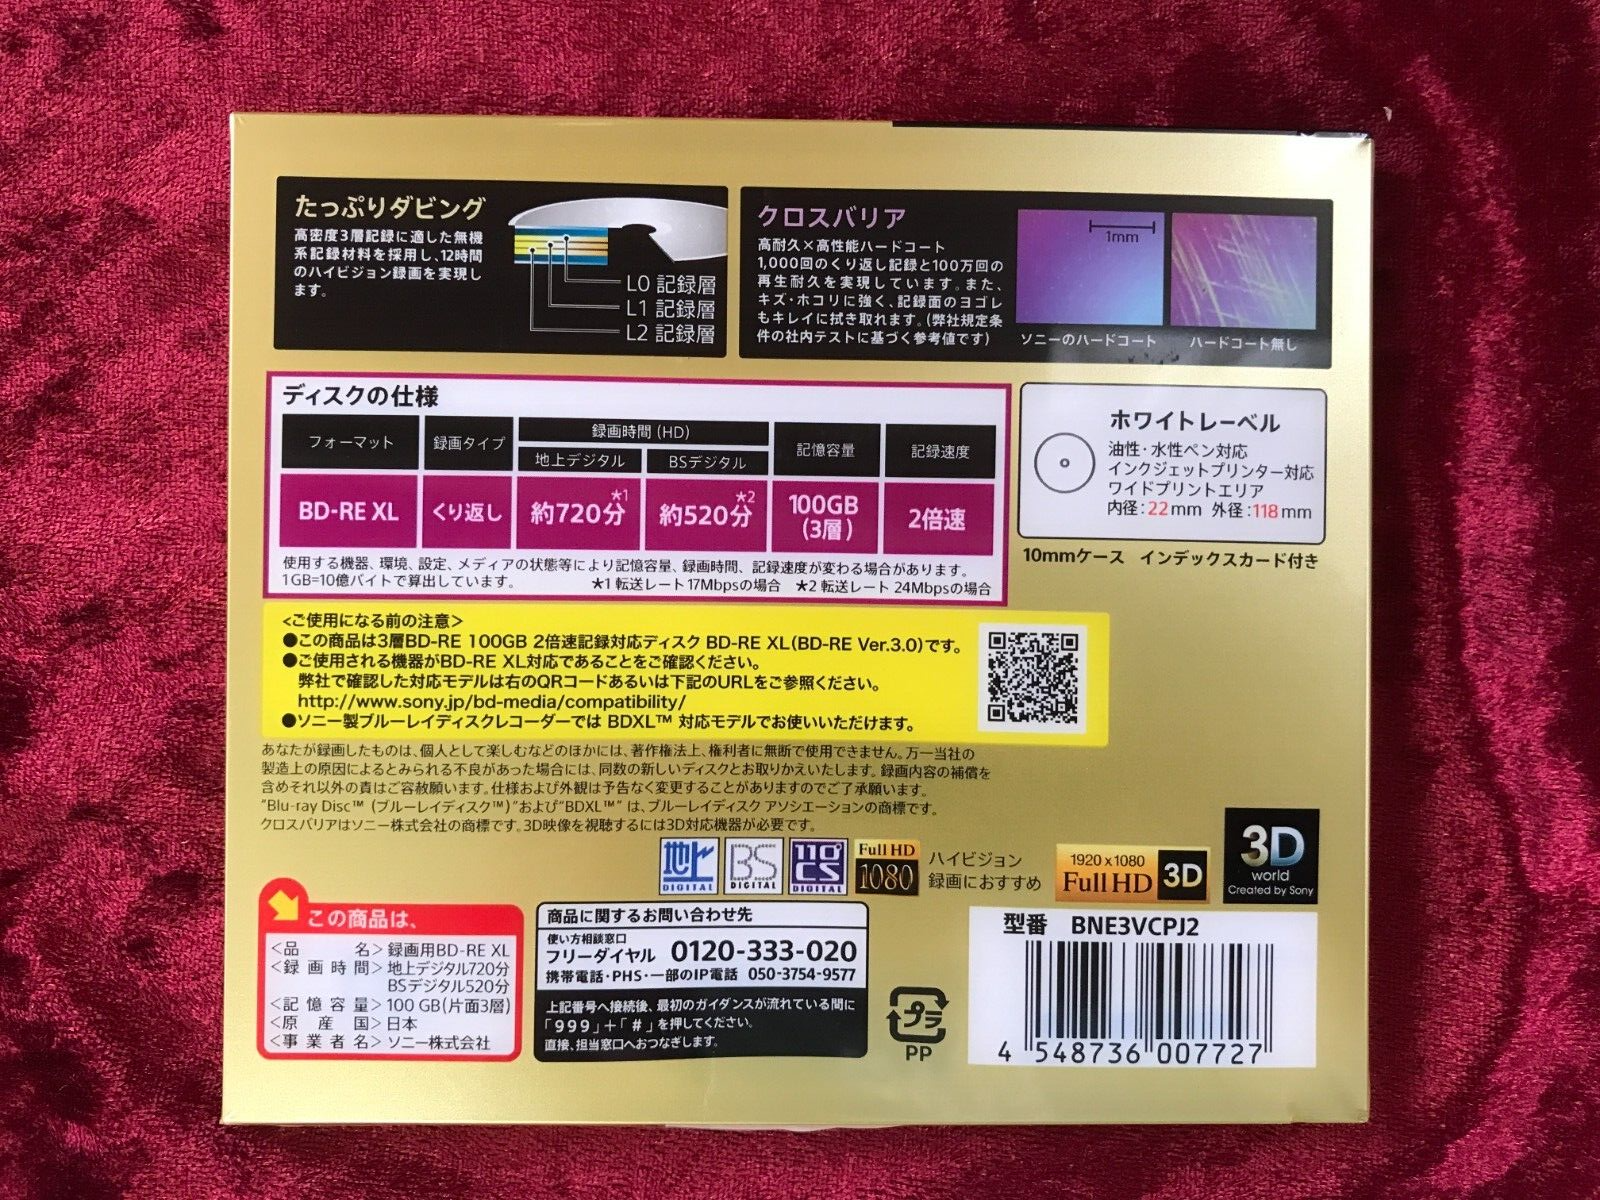 たっぷりダビング
高密度3層記録に適した無機
系記録材料を採用し、12時間
のハイビジョン録画を実現し
ます。
L0 記録層
L1 記録層
L2 記録層
クロスバリア
高耐久×高性能ハードコート
1,000回のくり返し記録と100万回の
再生耐久を実現しています。また、
キズ・ホコリに強く、記録面のヨゴレ
もキレイに拭き取れます。(弊社規定条
件の社内テストに基づく参考値です)
1mm
ソニーのハードコート
ハードコート無し
ディスクの仕様
フォーマット
録画タイプ
録画時間 (HD)
地上デジタル
BSデジタル
記憶容量
記録速度
BD-RE XL
くり返し
約720分★1
約520分★2
100GB
(3層)
2倍速
使用する機器、環境、設定、メディアの状態等により記憶容量、録画時間、記録速度が変わる場合があります。
1GB=10億バイトで算出しています。 ★1 転送レート 17Mbpsの場合 ★2 転送レート 24Mbpsの場合
ホワイトレーベル
油性・水性ペン対応
インクジェットプリンター対応
ワイドプリントエリア
内径:22mm 外径:118mm
10mmケース インデックスカード付き
<ご使用になる前の注意>
●この商品は3層BD-RE 100GB 2倍速記録対応ディスク BD-RE XL(BD-RE Ver.3.0)です。
●ご使用される機器がBD-RE XL対応であることをご確認ください。
弊社で確認した対応モデルは右のQRコードあるいは下記のURLをご参照ください。
http://www.sony.jp/bd-media/compatibility/
●ソニー製ブルーレイディスクレコーダーでは BDXL™ 対応モデルでお使いいただけます。
あなたが録画したものは、個人として楽しむなどのほかには、著作権法上、権利者に無断で使用できません。万一当社の
製造上の原因によるとみられる不良があった場合には、同数の新しいディスクとお取りかえいたします。録画内容の補償を
含めそれ以外の責はご容赦願います。仕様および外観は予告なく変更することがありますのでご了承願います。
"Blu-ray Disc™ (ブルーレイディスク™)"および"BDXL™" は、ブルーレイディスク アソシエーションの商標です。
クロスバリアはソニー株式会社の商標です。3D映像を視聴するには3D対応機器が必要です。
地上
DIGITAL
BS
DIGITAL
110°
CS
DIGITAL
Full HD
1080
ハイビジョン
録画におすすめ
1920 x 1080
Full HD 3D
3D
world
Created by Sony
この商品は、
<品 名> 録画用BD-RE XL
<録画時間> 地上デジタル720分
BSデジタル520分
<記憶容量> 100 GB(片面3層)
<原産国> 日本
<事業者名> ソニー株式会社
商品に関するお問い合わせ先
使い方相談窓口
フリーダイヤル 0120-333-020
携帯電話・PHS・一部のIP電話 050-3754-9577
上記番号へ接続後、最初のガイダンスが流れている間に
「999」+「#」を押してください。
直接、担当窓口へおつなぎします。
プラ
PP
型番 BNE3VCPJ2
4 548736 007727